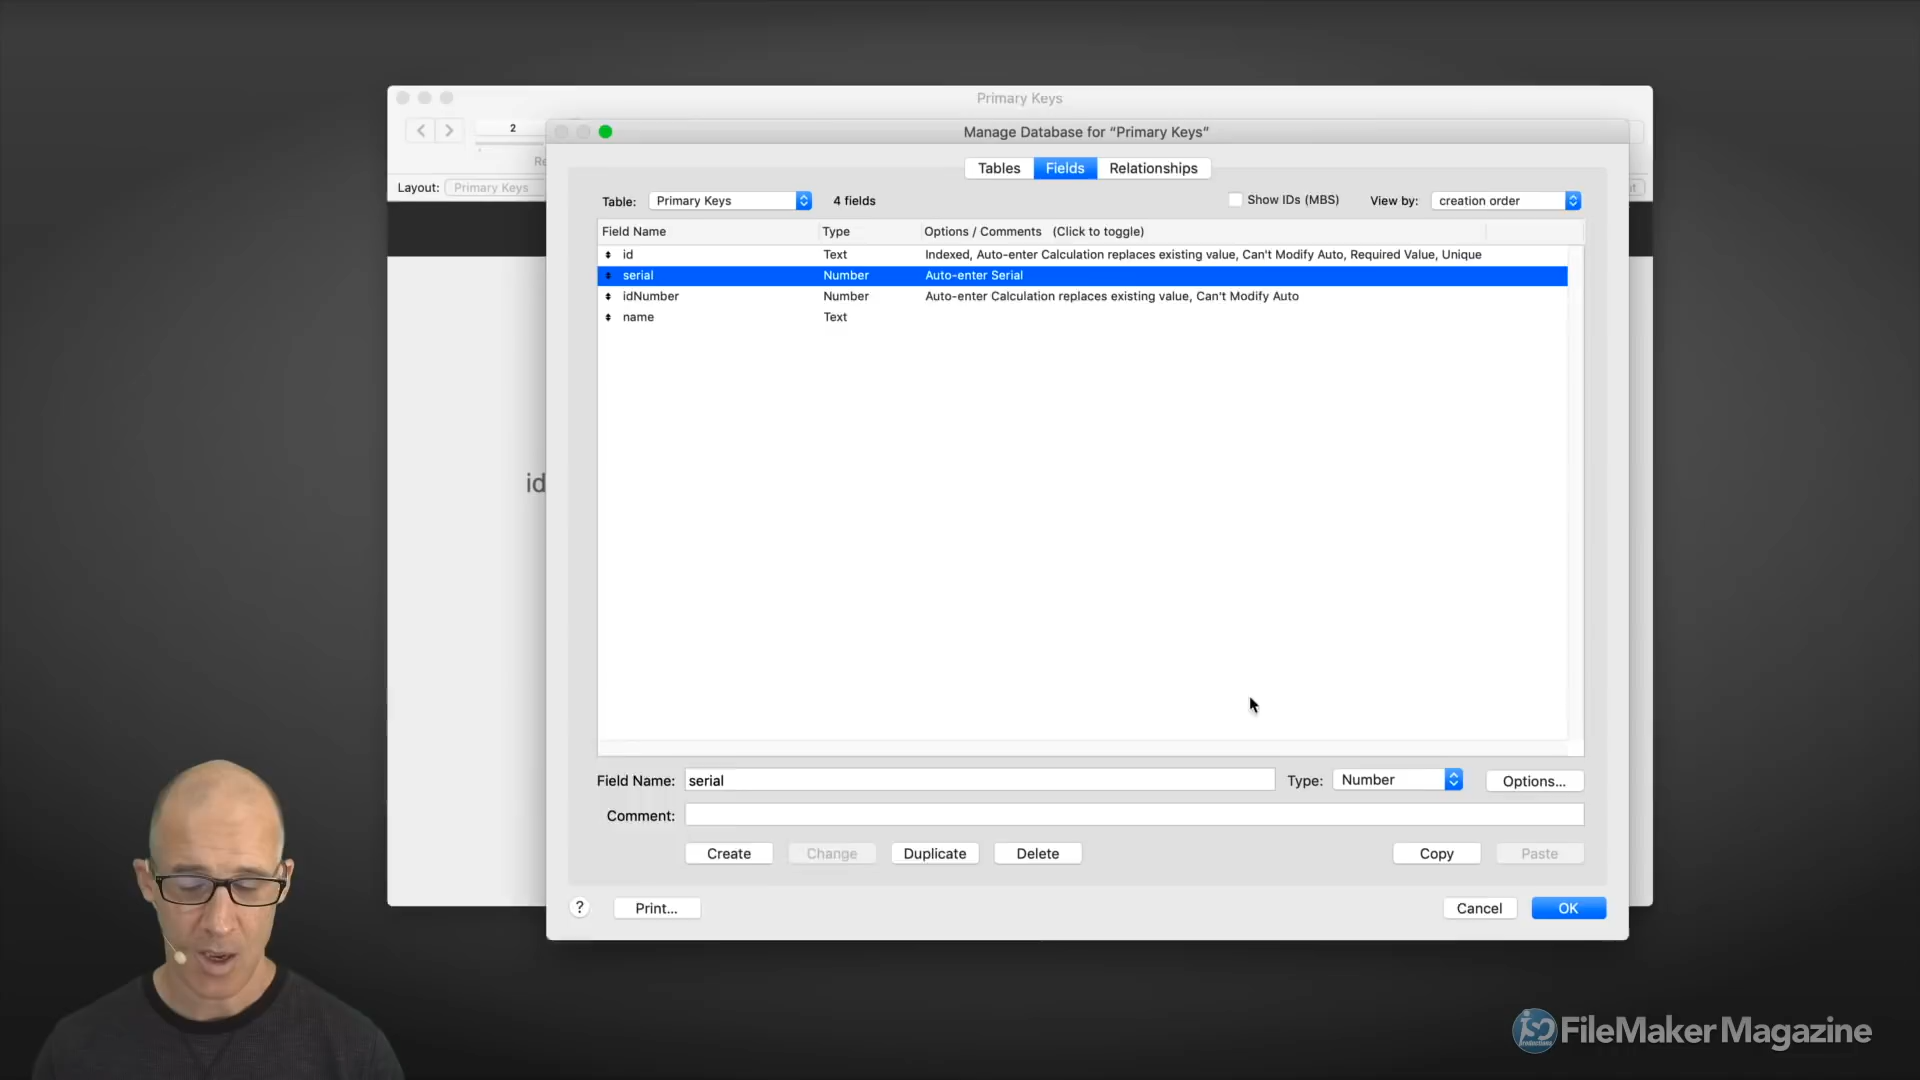 Primary Keys
2
Re
Layout: Primary Keys
Manage Database for “Primary Keys”
Tables Fields Relationships
Table: Primary Keys 4 fields Show IDs (MBS) View by: creation order
Field Name Type Options / Comments (Click to toggle)
id Text Indexed, Auto-enter Calculation replaces existing value, Can't Modify Auto, Required Value, Unique
serial Number Auto-enter Serial
idNumber Number Auto-enter Calculation replaces existing value, Can't Modify Auto
name Text
id
Field Name: serial Type: Number Options...
Comment:
Create Change Duplicate Delete Copy Paste
? Print... Cancel OK
FileMaker Magazine